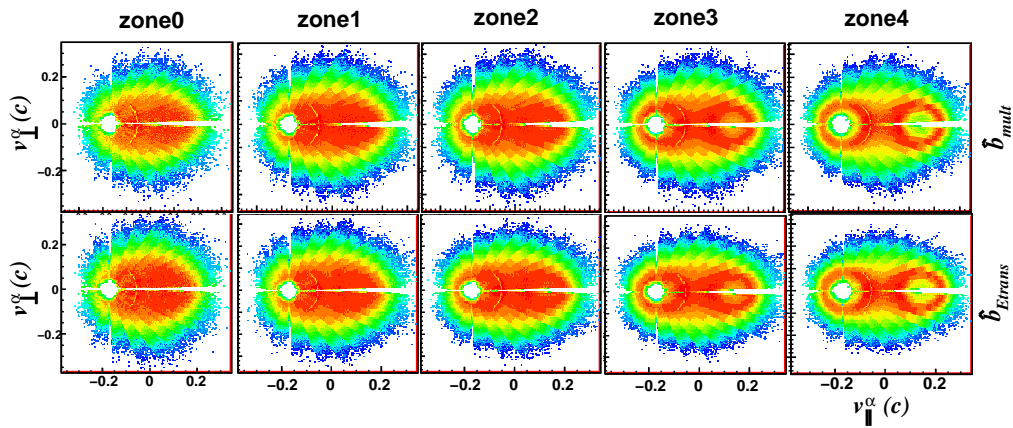 zone0 zone1 zone2 zone3 zone4
0.2
0
−0.2
v⊥^α (c)
b̂_mult
0.2
0
−0.2
v⊥^α (c)
b̂_Etrans
−0.2 0 0.2 −0.2 0 0.2 −0.2 0 0.2 −0.2 0 0.2 −0.2 0 0.2
v∥^α (c)